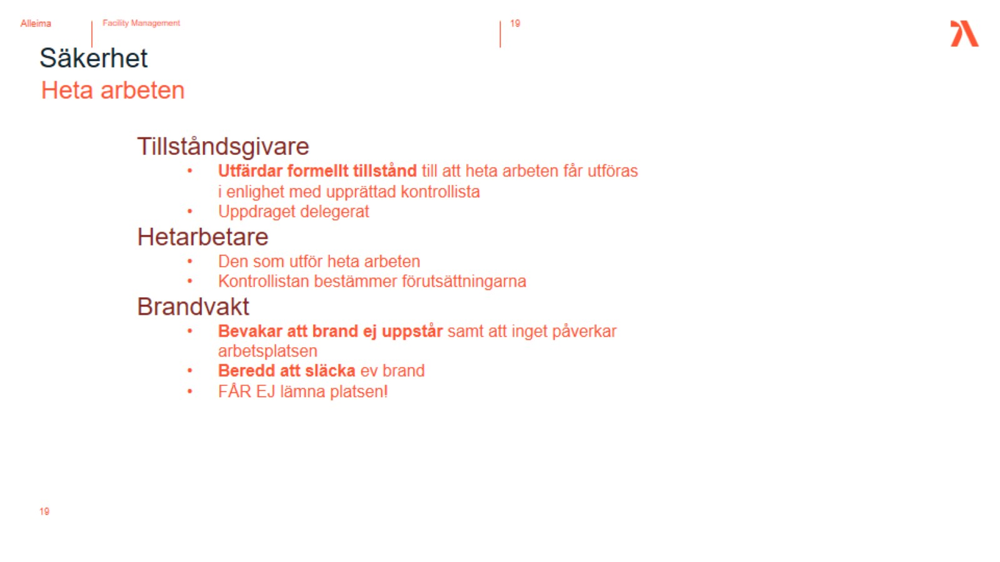 Alleima
Facility Management
19
Säkerhet
Heta arbeten
Tillståndsgivare
• Utfärdar formellt tillstånd till att heta arbeten får utföras
i enlighet med upprättad kontrollista
• Uppdraget delegerat
Hetarbetare
• Den som utför heta arbeten
• Kontrollistan bestämmer förutsättningarna
Brandvakt
• Bevakar att brand ej uppstår samt att inget påverkar
arbetsplatsen
• Beredd att släcka ev brand
• FÅR EJ lämna platsen!
19